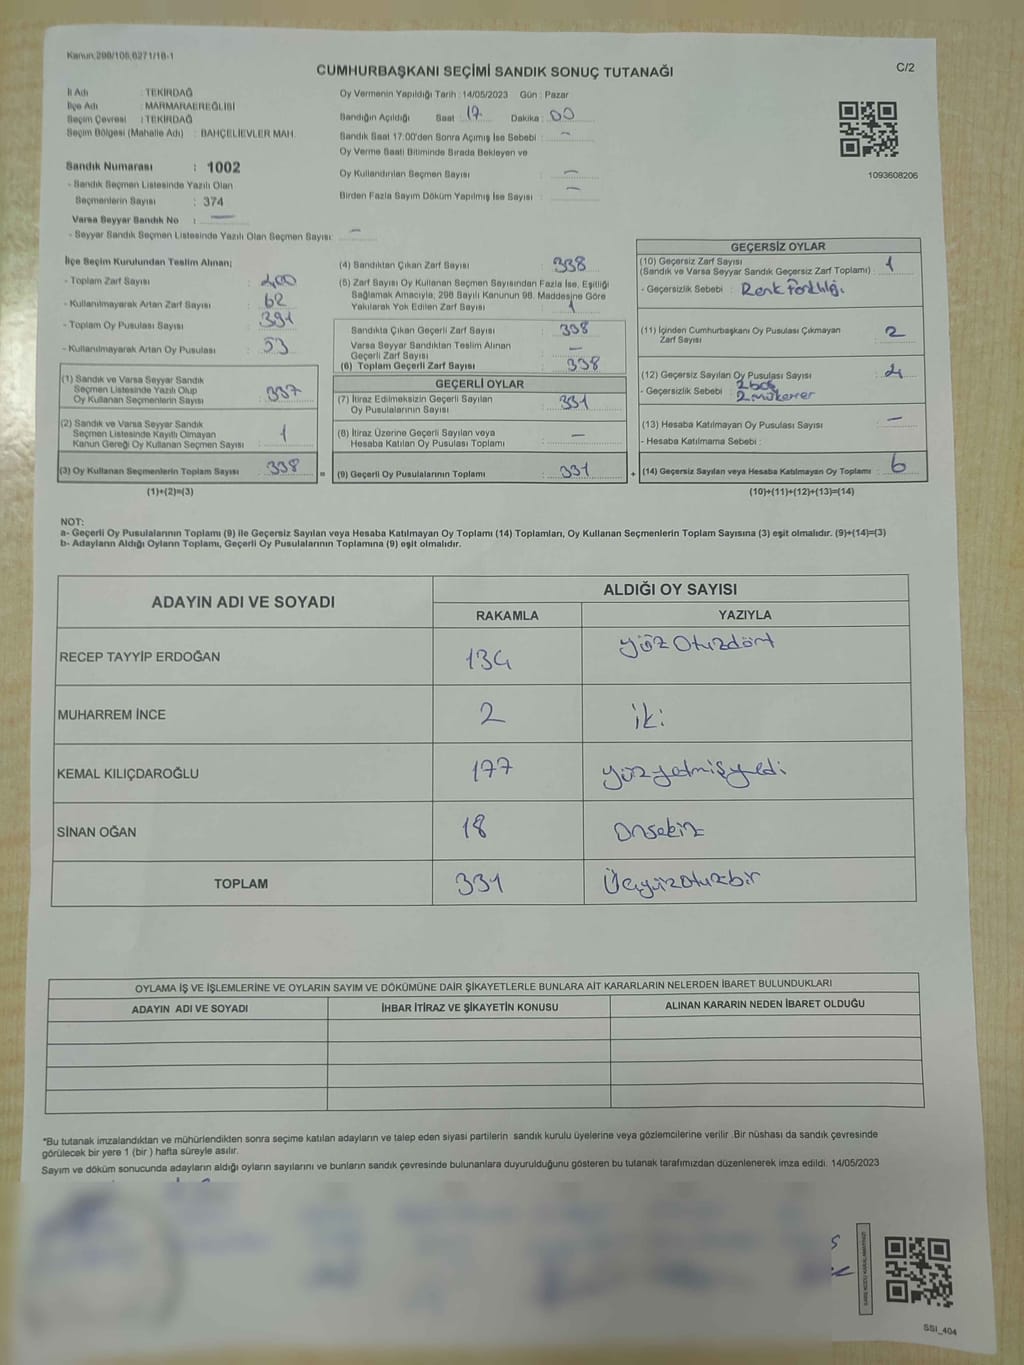 Kanun:298/105,6271/18-1
CUMHURBAŞKANI SEÇİMİ SANDIK SONUÇ TUTANAĞI
C/2
İl Adı : TEKİRDAĞ
İlçe Adı : MARMARAEREĞLİSİ
Seçim Çevresi : TEKİRDAĞ
Seçim Bölgesi (Mahalle Adı) : BAHÇELİEVLER MAH.
Sandık Numarası : 1002
- Sandık Seçmen Listesinde Yazılı Olan
Seçmenlerin Sayısı : 374
Varsa Seyyar Sandık No : —
- Seyyar Sandık Seçmen Listesinde Yazılı Olan Seçmen Sayısı: —
Oy Vermenin Yapıldığı Tarih : 14/05/2023 Gün : Pazar
Sandığın Açıldığı Saat : 17 Dakika : 00
Sandık Saat 17:00'den Sonra Açımış İse Sebebi : —
Oy Verme Saati Bitiminde Sırada Bekleyen ve
Oy Kullandırılan Seçmen Sayısı : —
Birden Fazla Sayım Döküm Yapılmış İse Sayısı : —
1093608206
İlçe Seçim Kurulundan Teslim Alınan;
- Toplam Zarf Sayısı : 400
- Kullanılmayarak Artan Zarf Sayısı : 62
- Toplam Oy Pusulası Sayısı : 391
- Kullanılmayarak Artan Oy Pusulası : 53
(1) Sandık ve Varsa Seyyar Sandık
Seçmen Listesinde Yazılı Olup
Oy Kullanan Seçmenlerin Sayısı : 337
(2) Sandık ve Varsa Seyyar Sandık
Seçmen Listesinde Kayıtlı Olmayan
Kanun Gereği Oy Kullanan Seçmen Sayısı : 1
(3) Oy Kullanan Seçmenlerin Toplam Sayısı : 338 =
(1)+(2)=(3)
(4) Sandıktan Çıkan Zarf Sayısı : 338
(5) Zarf Sayısı Oy Kullanan Seçmen Sayısından Fazla İse, Eşitliği
Sağlamak Amacıyla, 298 Sayılı Kanunun 98. Maddesine Göre
Yakılarak Yok Edilen Zarf Sayısı : 1
Sandıkta Çıkan Geçerli Zarf Sayısı : 338
Varsa Seyyar Sandıktan Teslim Alınan
Geçerli Zarf Sayısı : —
(6) Toplam Geçerli Zarf Sayısı : 338
GEÇERLİ OYLAR
(7) İtiraz Edilmeksizin Geçerli Sayılan
Oy Pusulalarının Sayısı : 331
(8) İtiraz Üzerine Geçerli Sayılan veya
Hesaba Katılan Oy Pusulası Toplamı : —
(9) Geçerli Oy Pusulalarının Toplamı : 331 +
GEÇERSİZ OYLAR
(10) Geçersiz Zarf Sayısı
(Sandık ve Varsa Seyyar Sandık Geçersiz Zarf Toplamı) : 1
- Geçersizlik Sebebi : Renk Farklılığı
(11) İçinden Cumhurbaşkanı Oy Pusulası Çıkmayan
Zarf Sayısı : 2
(12) Geçersiz Sayılan Oy Pusulası Sayısı : 4
- Geçersizlik Sebebi : 2 boş
2 mükerrer
(13) Hesaba Katılmayan Oy Pusulası Sayısı : —
- Hesaba Katılmama Sebebi :
(14) Geçersiz Sayılan veya Hesaba Katılmayan Oy Toplamı : 6
(10)+(11)+(12)+(13)=(14)
NOT:
a- Geçerli Oy Pusulalarının Toplamı (9) ile Geçersiz Sayılan veya Hesaba Katılmayan Oy Toplamı (14) Toplamları, Oy Kullanan Seçmenlerin Toplam Sayısına (3) eşit olmalıdır. (9)+(14)=(3)
b- Adayların Aldığı Oyların Toplamı, Geçerli Oy Pusulalarının Toplamına (9) eşit olmalıdır.
ADAYIN ADI VE SOYADI
ALDIĞI OY SAYISI
RAKAMLA YAZIYLA
RECEP TAYYİP ERDOĞAN 134 yüz Otuzdört
MUHARREM İNCE 2 iki
KEMAL KILIÇDAROĞLU 177 yüzyetmişyedi
SİNAN OĞAN 18 Onsekiz
TOPLAM 331 Üçyüzotuzbir
OYLAMA İŞ VE İŞLEMLERİNE VE OYLARIN SAYIM VE DÖKÜMÜNE DAİR ŞİKAYETLERLE BUNLARA AİT KARARLARIN NELERDEN İBARET BULUNDUKLARI
ADAYIN ADI VE SOYADI İHBAR İTİRAZ VE ŞİKAYETİN KONUSU ALINAN KARARIN NEDEN İBARET OLDUĞU
*Bu tutanak imzalandıktan ve mühürlendikten sonra seçime katılan adayların ve talep eden siyasi partilerin sandık kurulu üyelerine veya gözlemcilerine verilir .Bir nüshası da sandık çevresinde
görülecek bir yere 1 (bir ) hafta süreyle asılır.
Sayım ve döküm sonucunda adayların aldığı oyların sayılarını ve bunların sandık çevresinde bulunanlara duyurulduğunu gösteren bu tutanak tarafımızdan düzenlenerek imza edildi. 14/05/2023
SSI_404